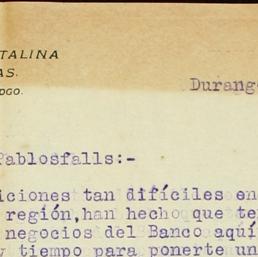 TALINA
AS.
DGO.
Durang
Pablosfalls:-
iciones tan difíciles en
región,han hecho que te
negocios del Banco aquí
y tiempo para ponerte un